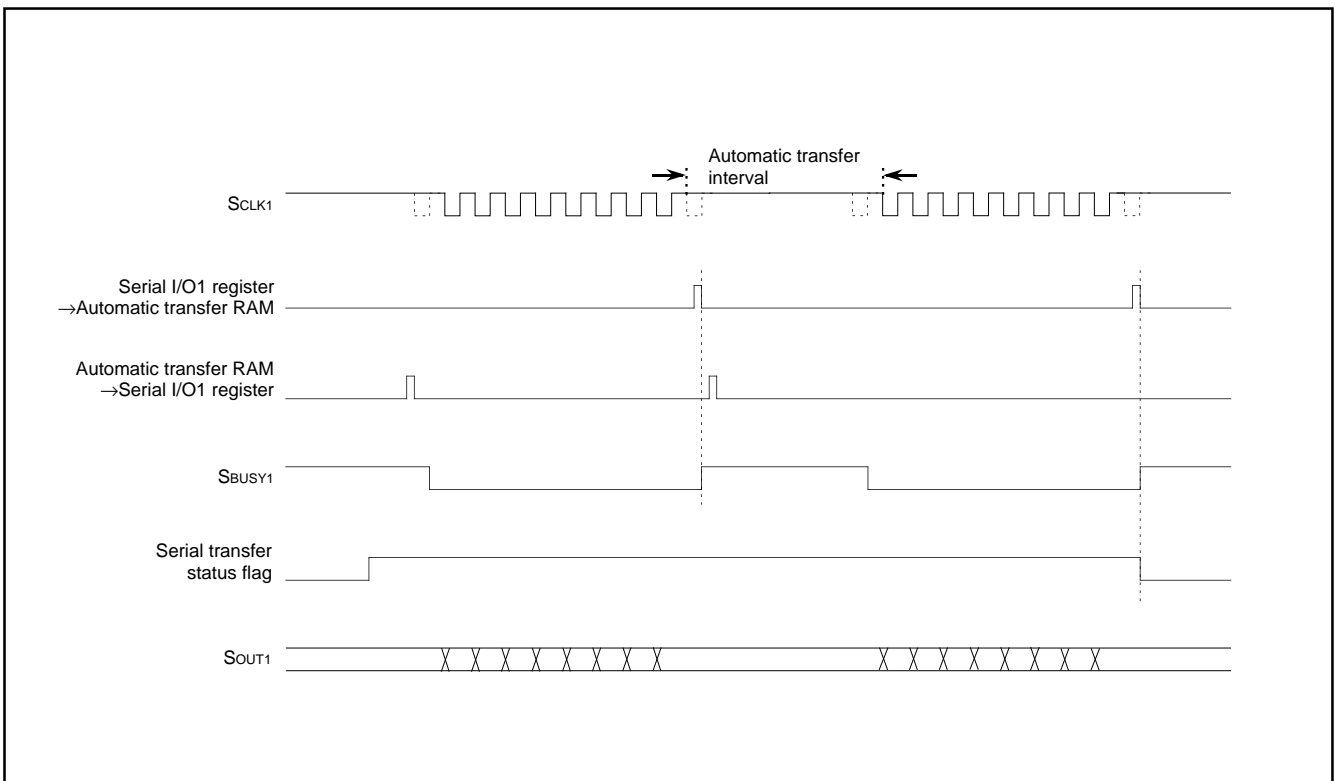 Automatic transfer
interval
SCLK1
Serial I/O1 register
→Automatic transfer RAM
Automatic transfer RAM
→Serial I/O1 register
SBUSY1
Serial transfer
status flag
SOUT1